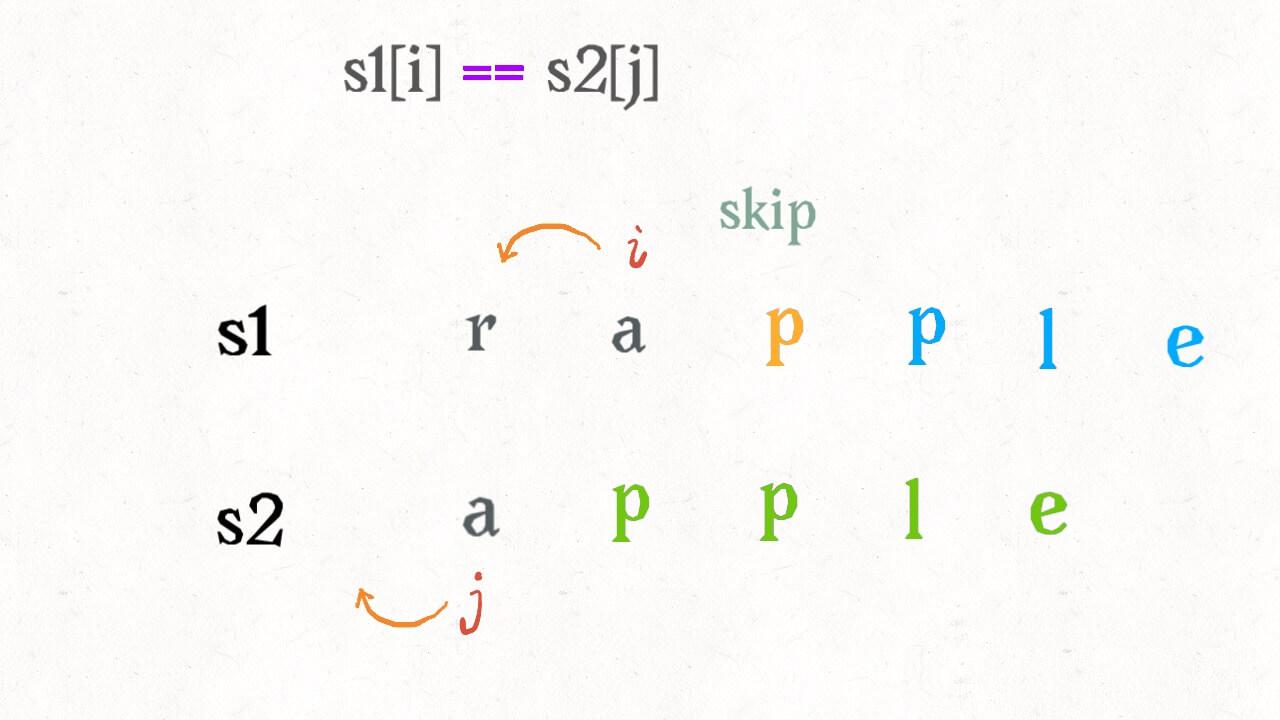 s1[i] == s2[j]
skip
i
s1 r a p p l e
s2 a p p l e
j